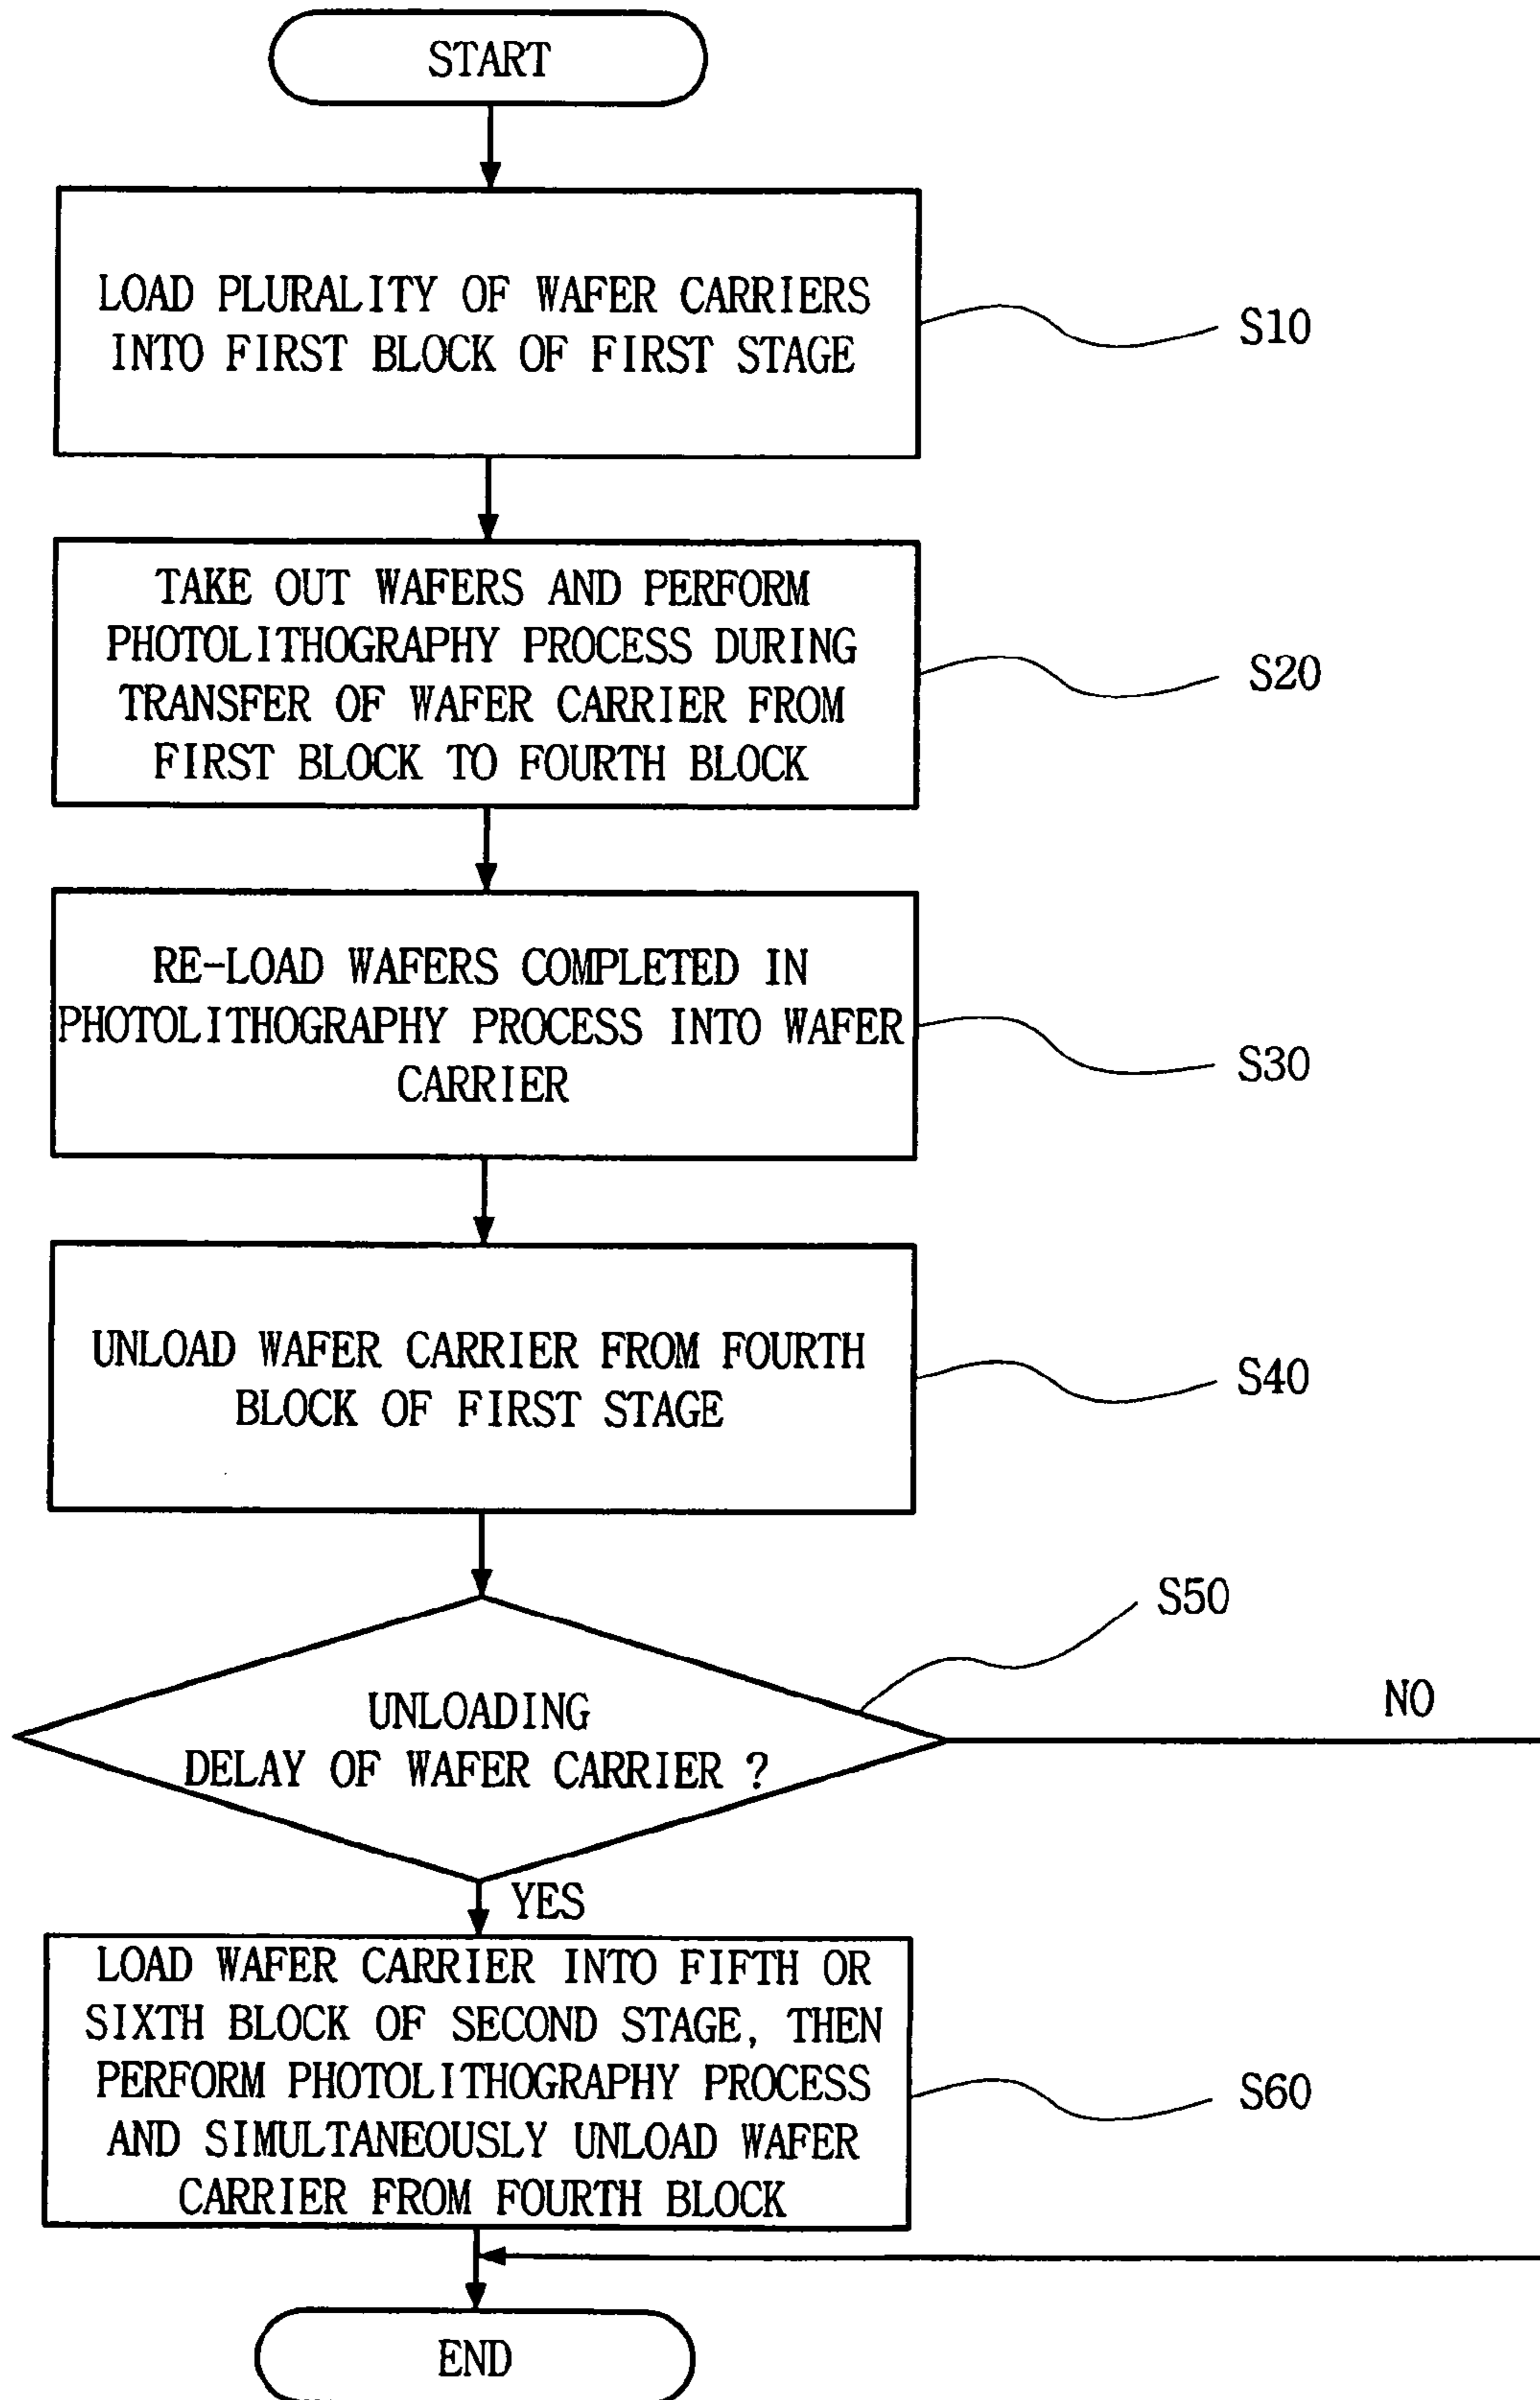 START
LOAD PLURALITY OF WAFER CARRIERS
INTO FIRST BLOCK OF FIRST STAGE
S10
TAKE OUT WAFERS AND PERFORM
PHOTOLITHOGRAPHY PROCESS DURING
TRANSFER OF WAFER CARRIER FROM
FIRST BLOCK TO FOURTH BLOCK
S20
RE-LOAD WAFERS COMPLETED IN
PHOTOLITHOGRAPHY PROCESS INTO WAFER
CARRIER
S30
UNLOAD WAFER CARRIER FROM FOURTH
BLOCK OF FIRST STAGE
S40
S50
UNLOADING
DELAY OF WAFER CARRIER ?
NO
YES
LOAD WAFER CARRIER INTO FIFTH OR
SIXTH BLOCK OF SECOND STAGE, THEN
PERFORM PHOTOLITHOGRAPHY PROCESS
AND SIMULTANEOUSLY UNLOAD WAFER
CARRIER FROM FOURTH BLOCK
S60
END